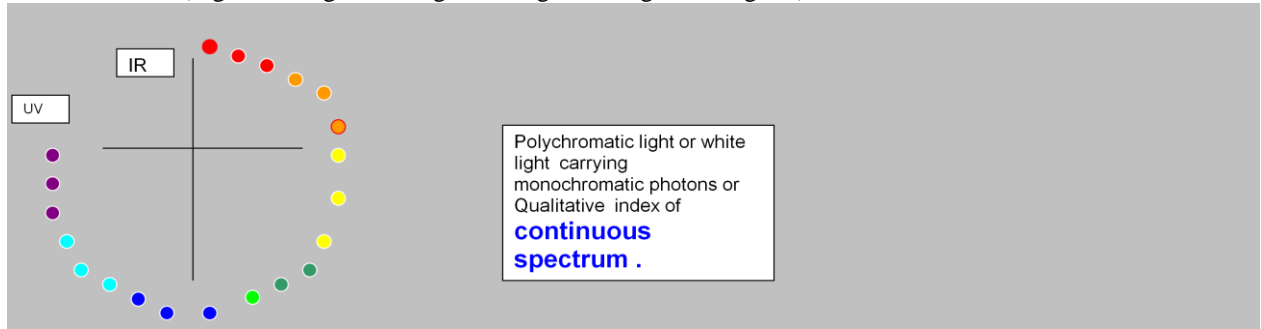 IR
UV
Polychromatic light or white
light carrying
monochromatic photons or
Qualitative index of
continuous
spectrum .